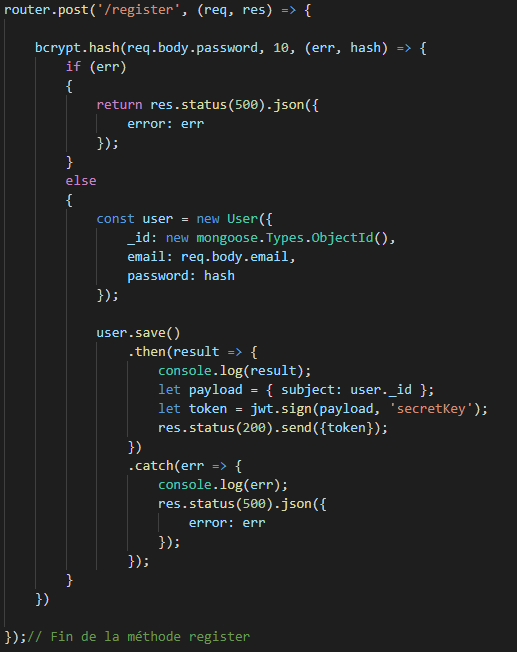 router.post('/register', (req, res) => {
bcrypt.hash(req.body.password, 10, (err, hash) => {
if (err)
{
return res.status(500).json({
error: err
});
}
else
{
const user = new User({
_id: new mongoose.Types.ObjectId(),
email: req.body.email,
password: hash
});
user.save()
.then(result => {
console.log(result);
let payload = { subject: user._id };
let token = jwt.sign(payload, 'secretKey');
res.status(200).send({token});
})
.catch(err => {
console.log(err);
res.status(500).json({
error: err
});
});
}
})
});// Fin de la méthode register